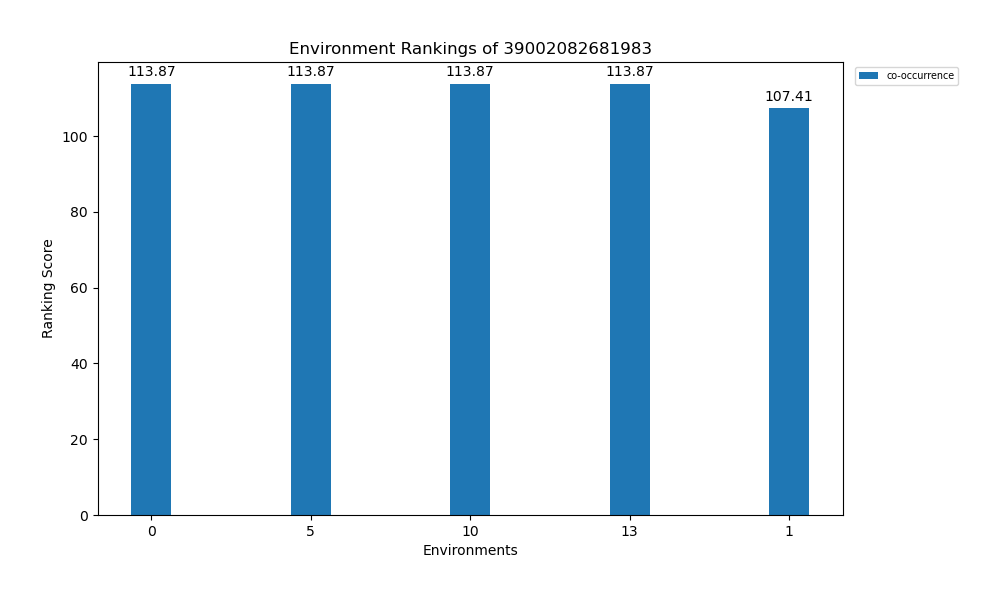 Environment Rankings of 39002082681983
113.87 113.87 113.87 113.87 107.41
co-occurrence
Ranking Score
100
80
60
40
20
0
0 5 10 13 1
Environments